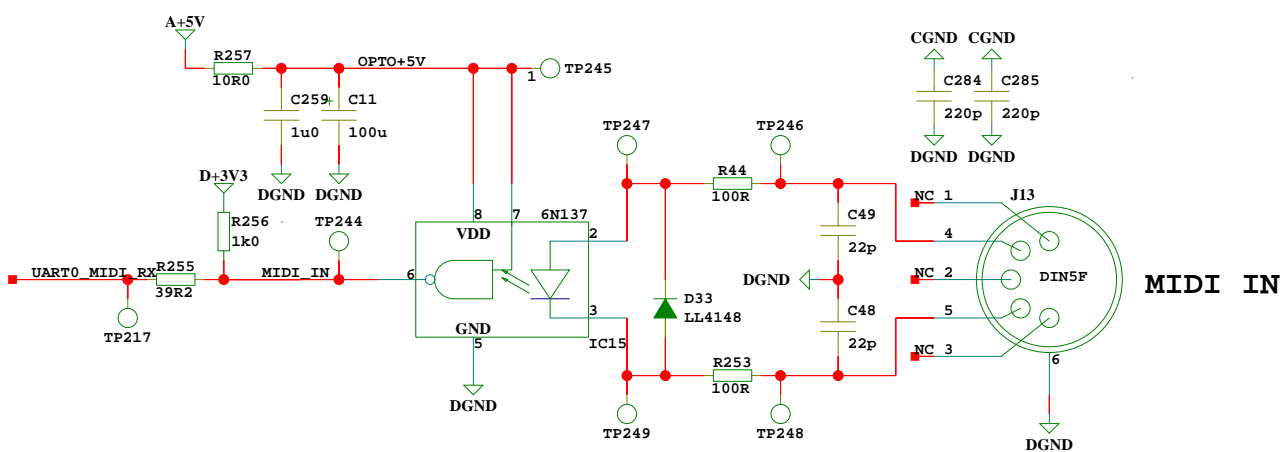 A+5V
R257
10R0
OPTO+5V
1
TP245
C259
1u0
+
C11
100u
DGND
DGND
D+3V3
R256
1k0
TP244
UART0_MIDI_RX
R255
39R2
MIDI_IN
6
TP217
8
7
6N137
VDD
2
3
GND
5
IC15
DGND
TP247
TP246
R44
100R
D33
LL4148
R253
100R
TP249
TP248
C49
22p
DGND
C48
22p
CGND
CGND
C284
220p
C285
220p
DGND
DGND
NC 1
J13
4
NC 2
DIN5F
5
NC 3
6
DGND
MIDI IN